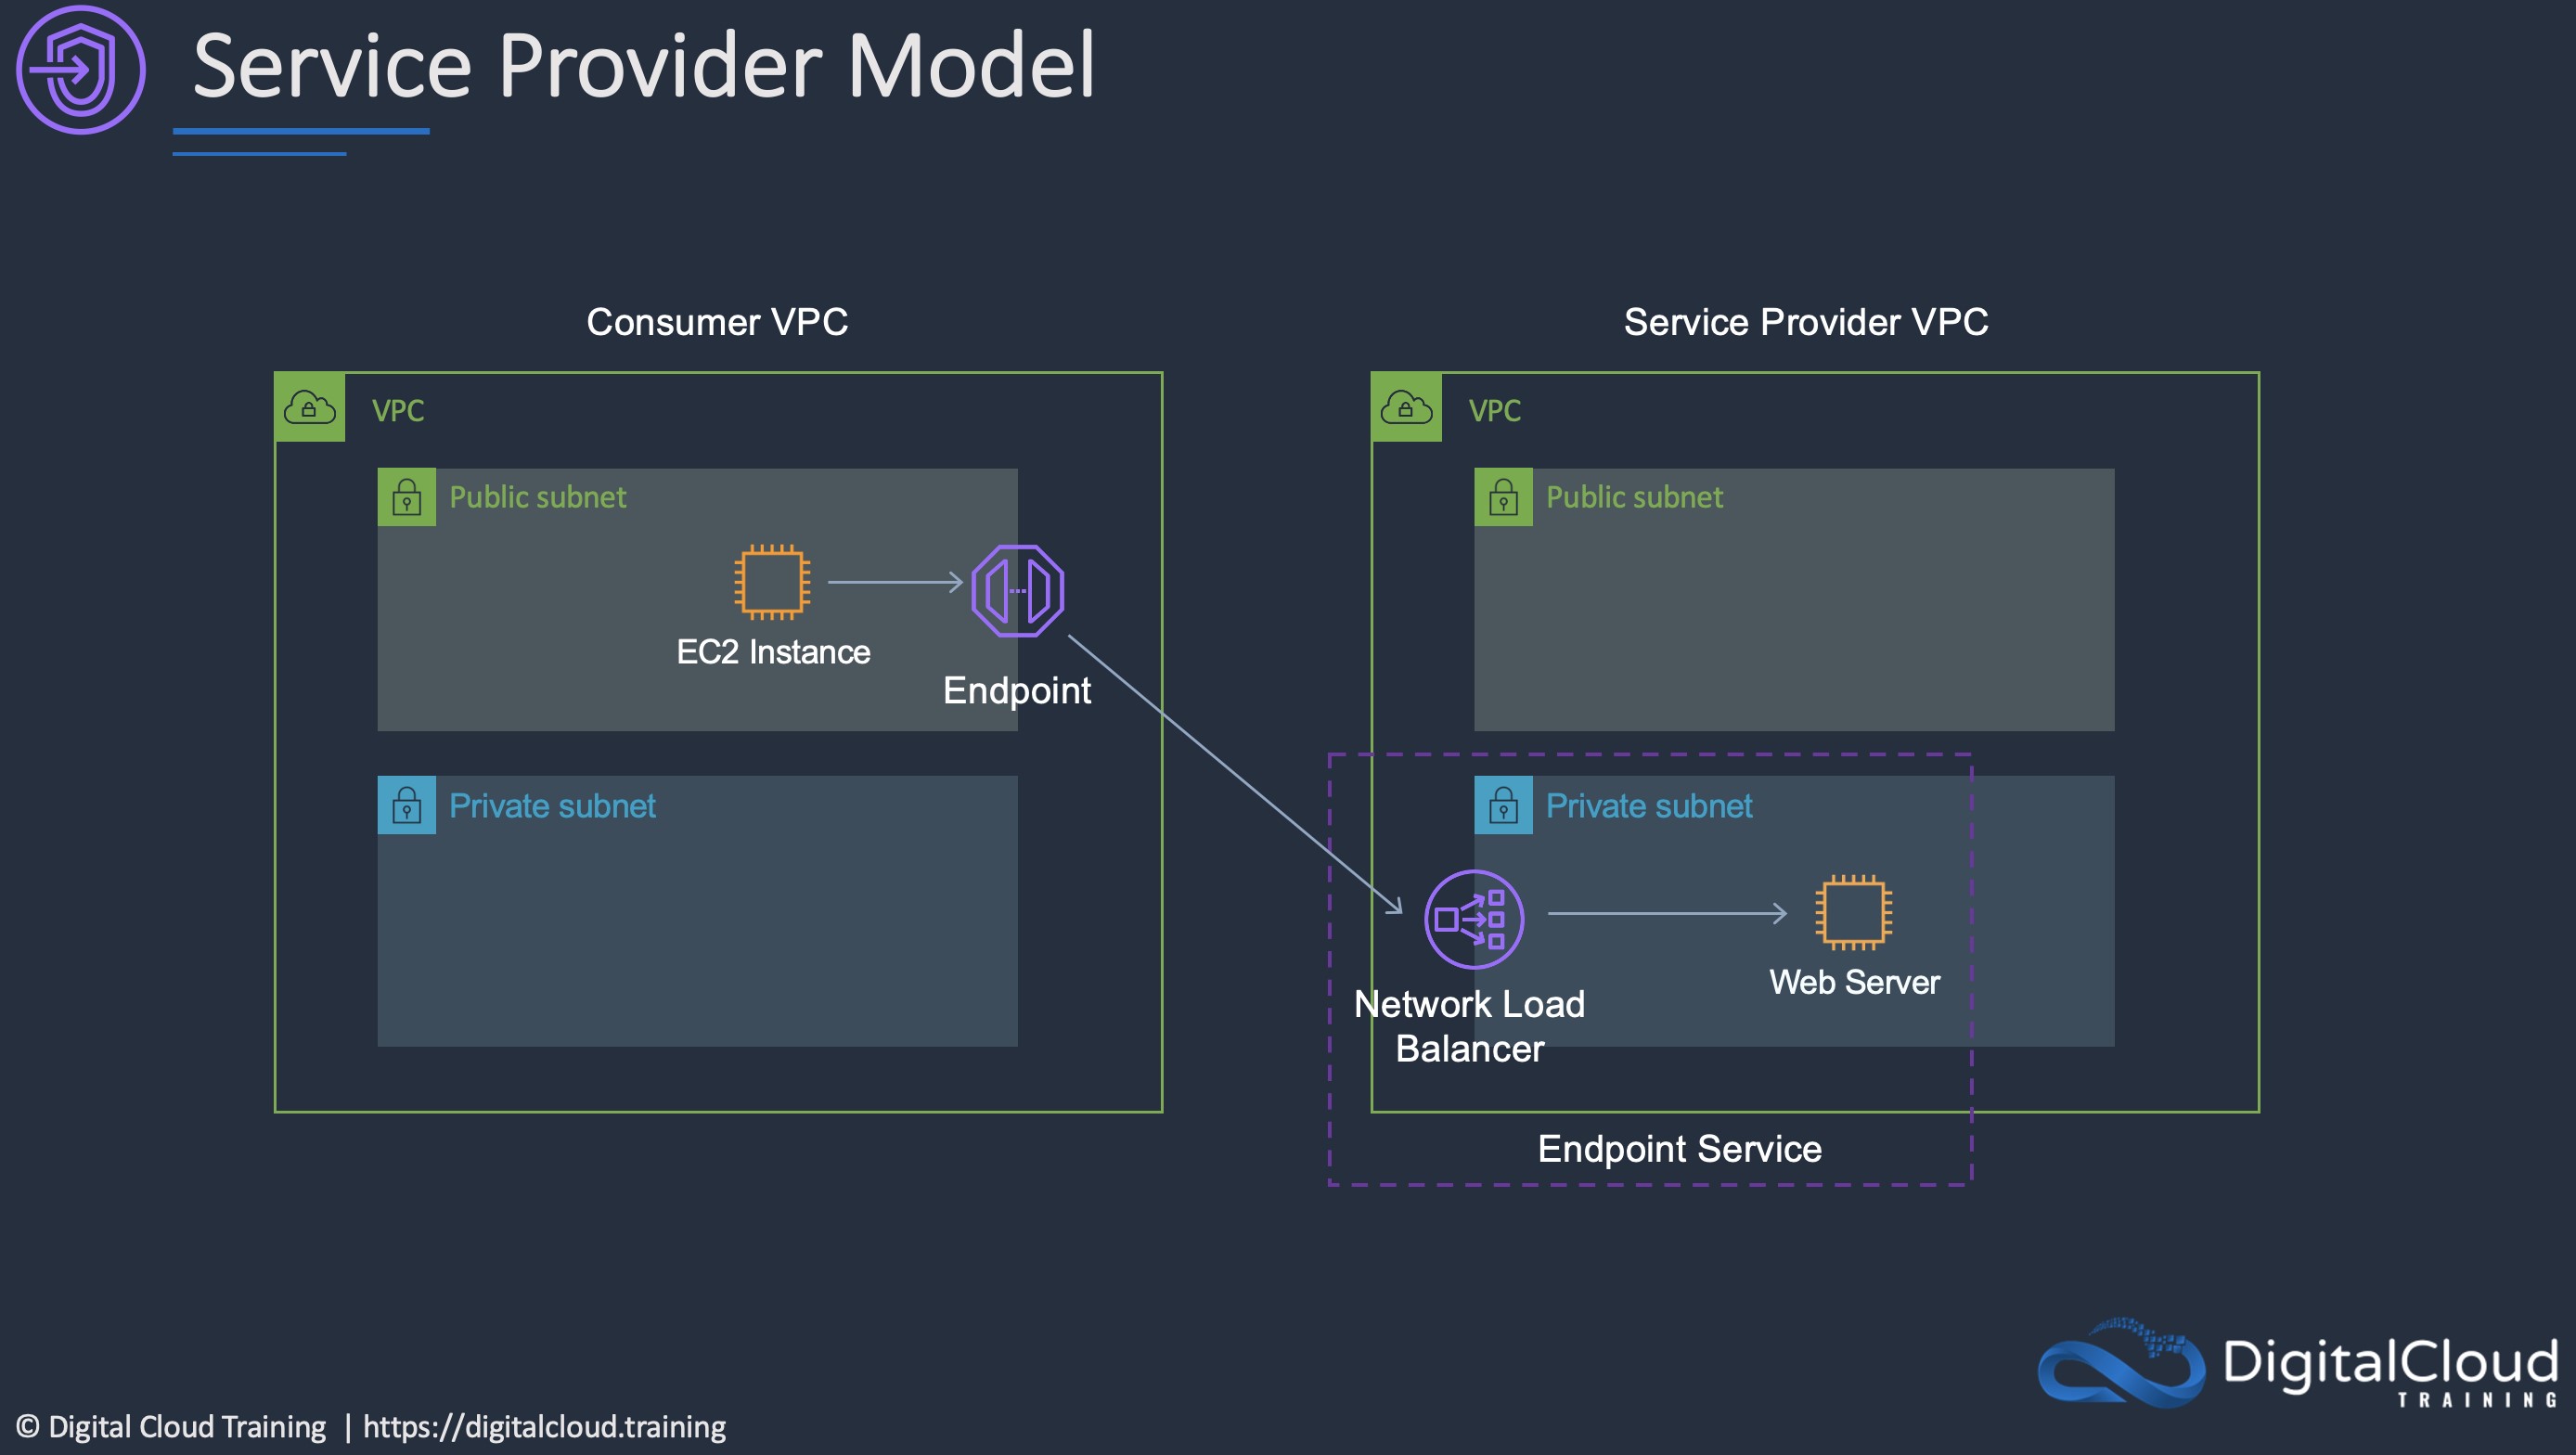 Service Provider Model
Consumer VPC
VPC
Public subnet
EC2 Instance
Endpoint
Private subnet
Service Provider VPC
VPC
Public subnet
Private subnet
Network Load
Balancer
Web Server
Endpoint Service
DigitalCloud
TRAINING
© Digital Cloud Training | https://digitalcloud.training